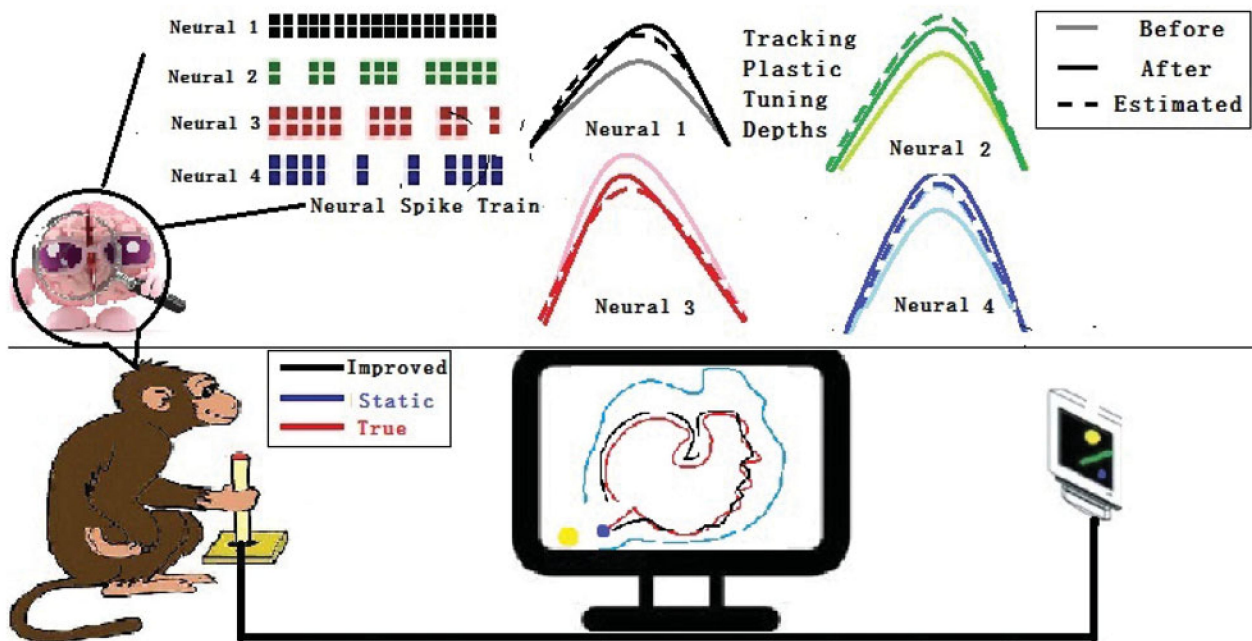 Neural 1
Neural 2
Neural 3
Neural 4
Neural Spike Train
Neural 1
Tracking
Plastic
Tuning
Depths
Neural 2
Before
After
Estimated
Neural 3
Neural 4
Improved
Static
True